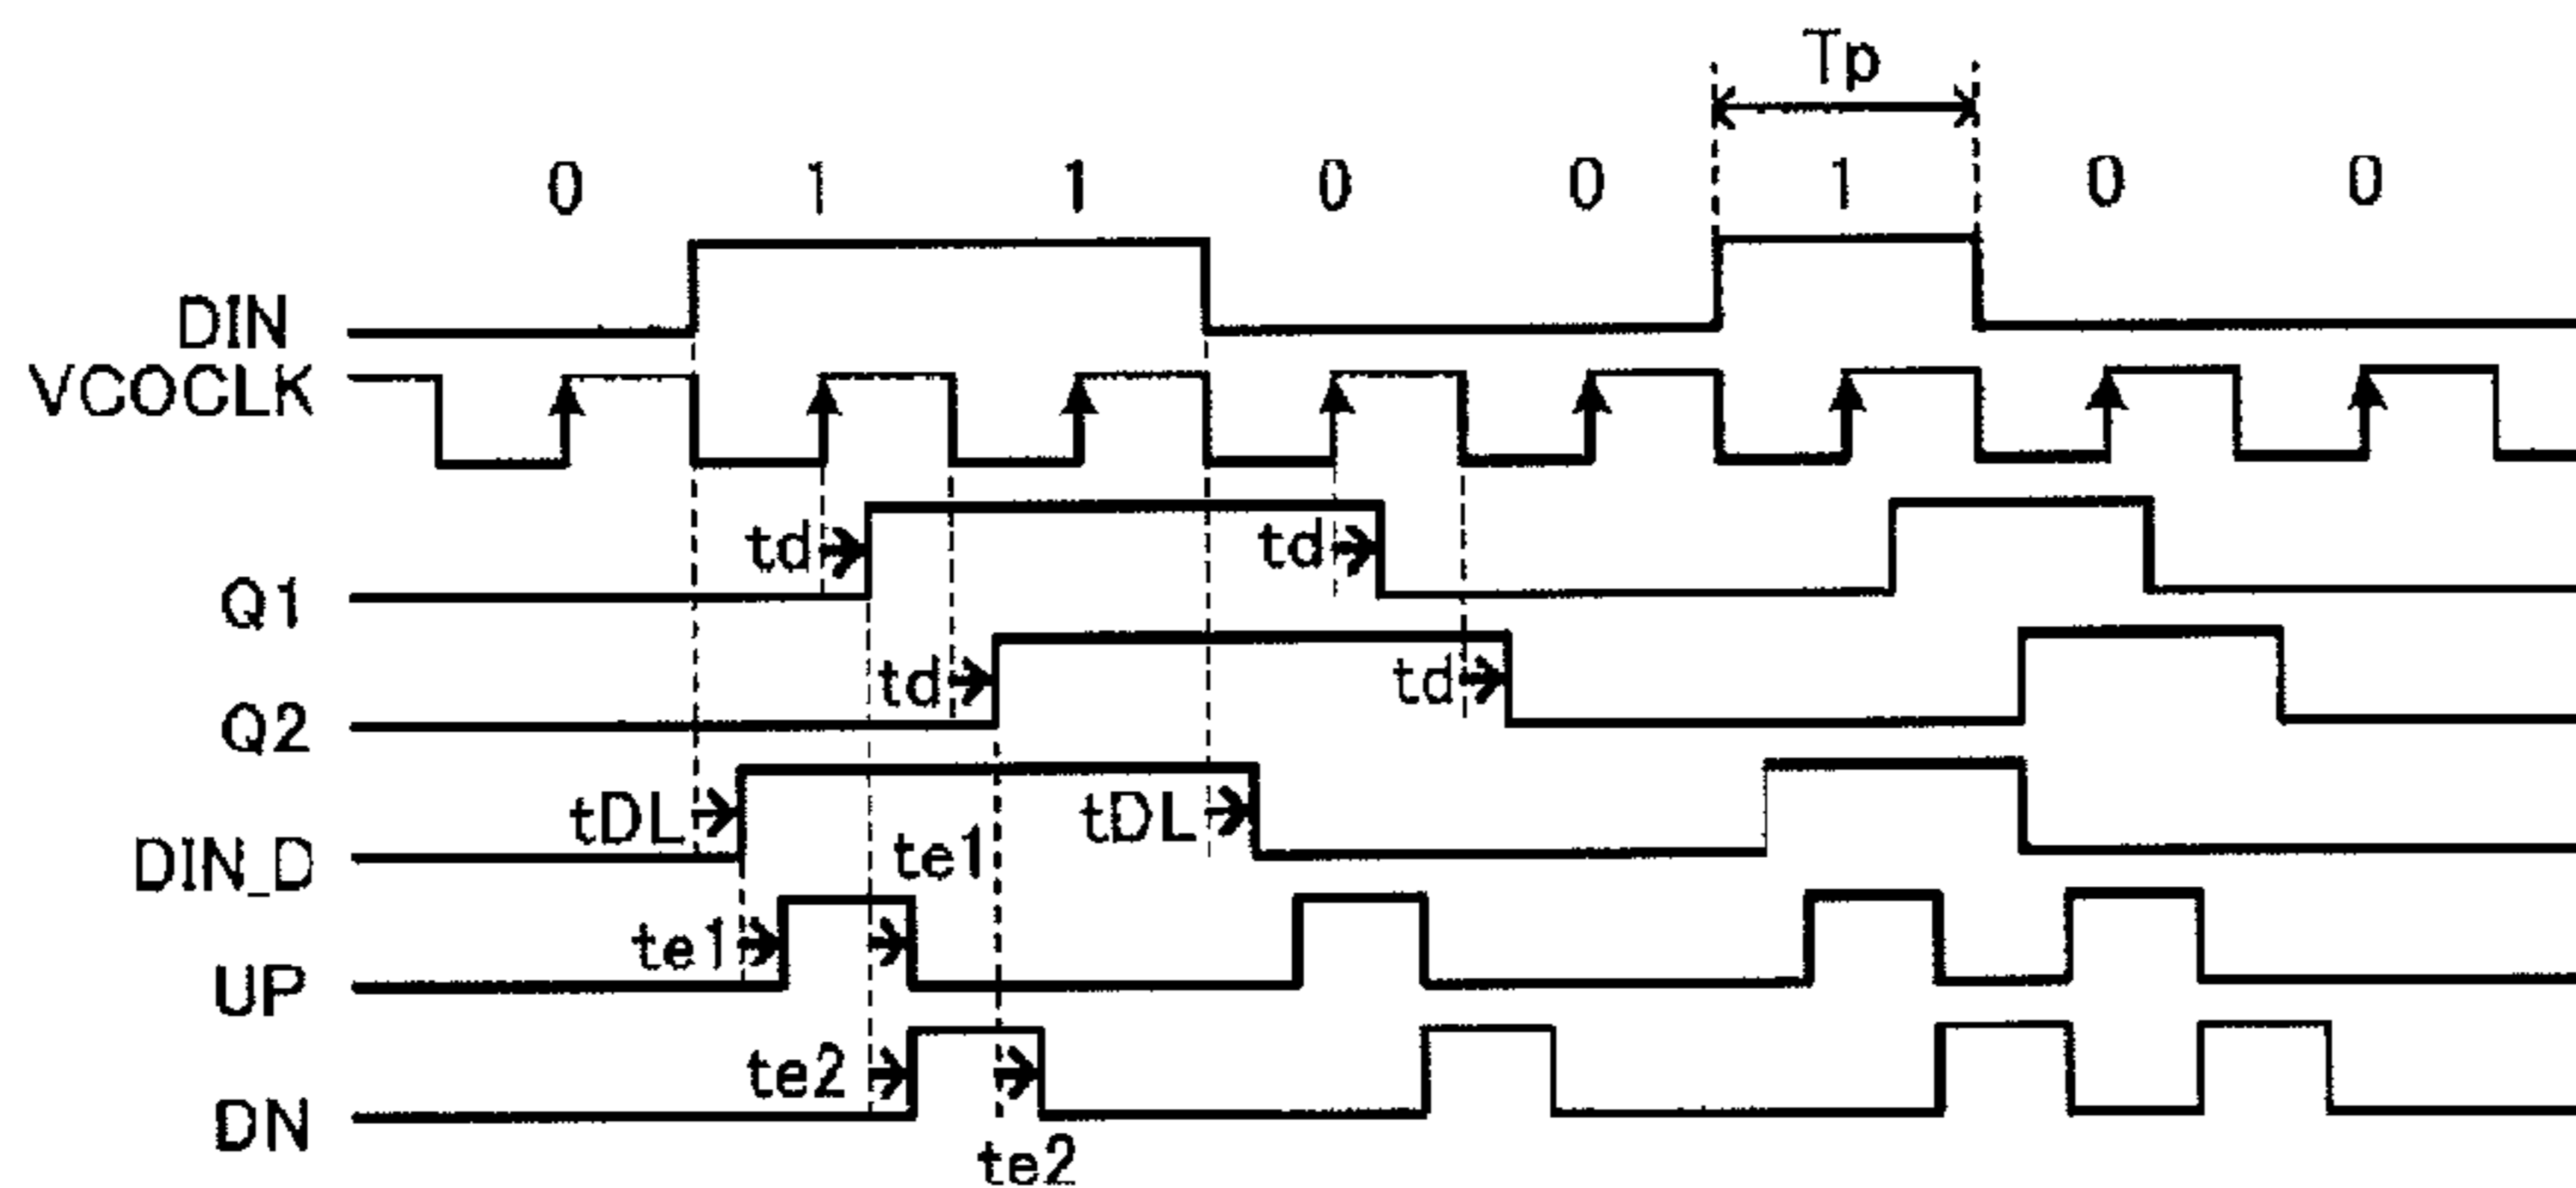 Tp
0 1 1 0 0 1 0 0
DIN
VCOCLK
td td
Q1
td td
Q2
tDL tDL
DIN_D
te1
te1
UP
te2
DN
te2